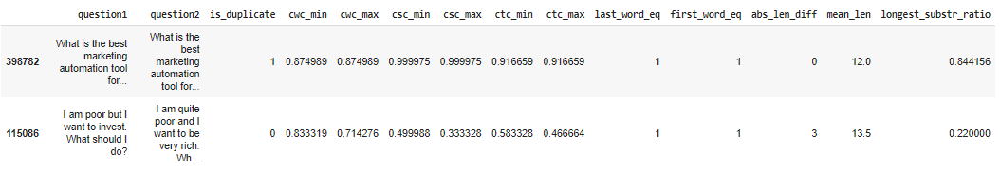 question1 question2 is_duplicate cwc_min cwc_max csc_min csc_max ctc_min ctc_max last_word_eq first_word_eq abs_len_diff mean_len longest_substr_ratio
398782 What is the best marketing automation tool for... What is the best marketing automation tool for... 1 0.874989 0.874989 0.999975 0.999975 0.916659 0.916659 1 1 0 12.0 0.844156
115086 I am poor but I want to invest. What should I do? I am quite poor and I want to be very rich. Wh... 0 0.833319 0.714276 0.499988 0.333328 0.583328 0.466664 1 1 3 13.5 0.220000